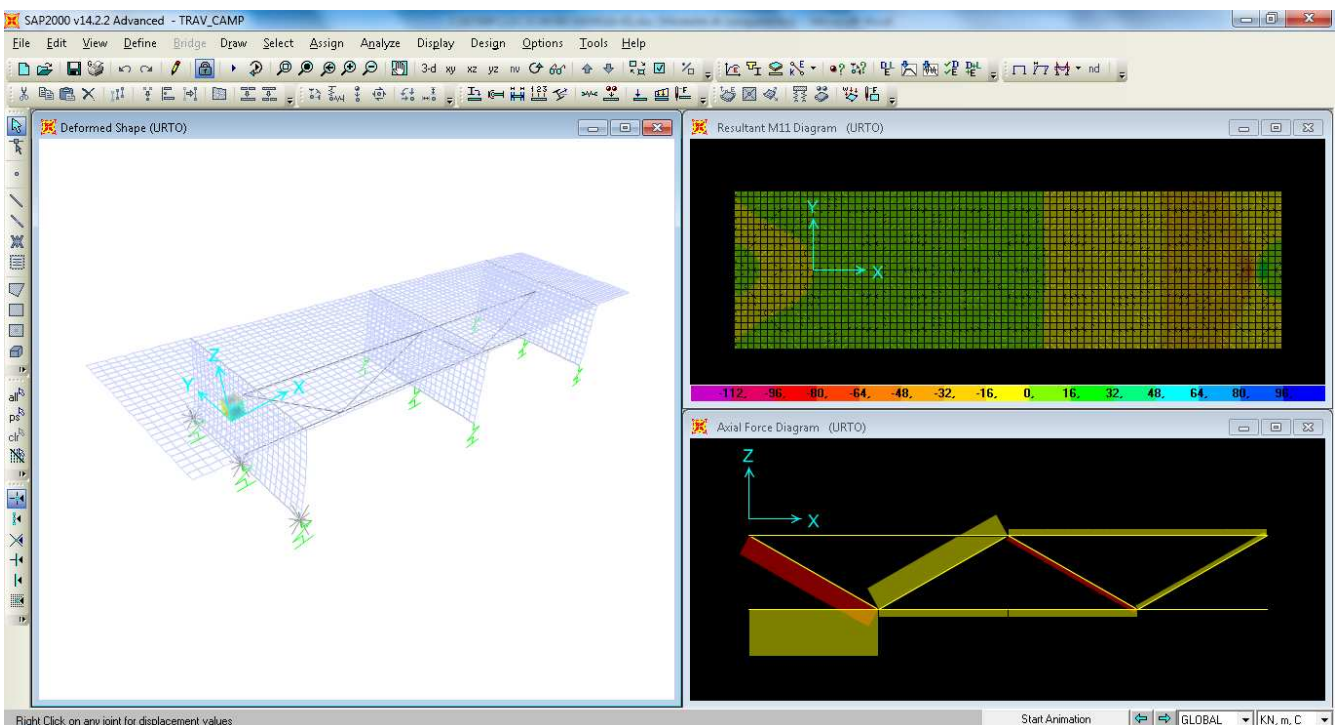 SAP2000 v14.2.2 Advanced - TRAV_CAMP
File Edit View Define Bridge Draw Select Assign Analyze Display Design Options Tools Help
3-d xy xz yz nv
nd
Deformed Shape (URTO)
Z
Y
X
all
ps
clr
Resultant M11 Diagram (URTO)
Y
X
-112, -96, -80, -64, -48, -32, -16, 0, 16, 32, 48, 64, 80, 96,
Axial Force Diagram (URTO)
Z
X
Right Click on any joint for displacement values
Start Animation
GLOBAL
KN, m, C